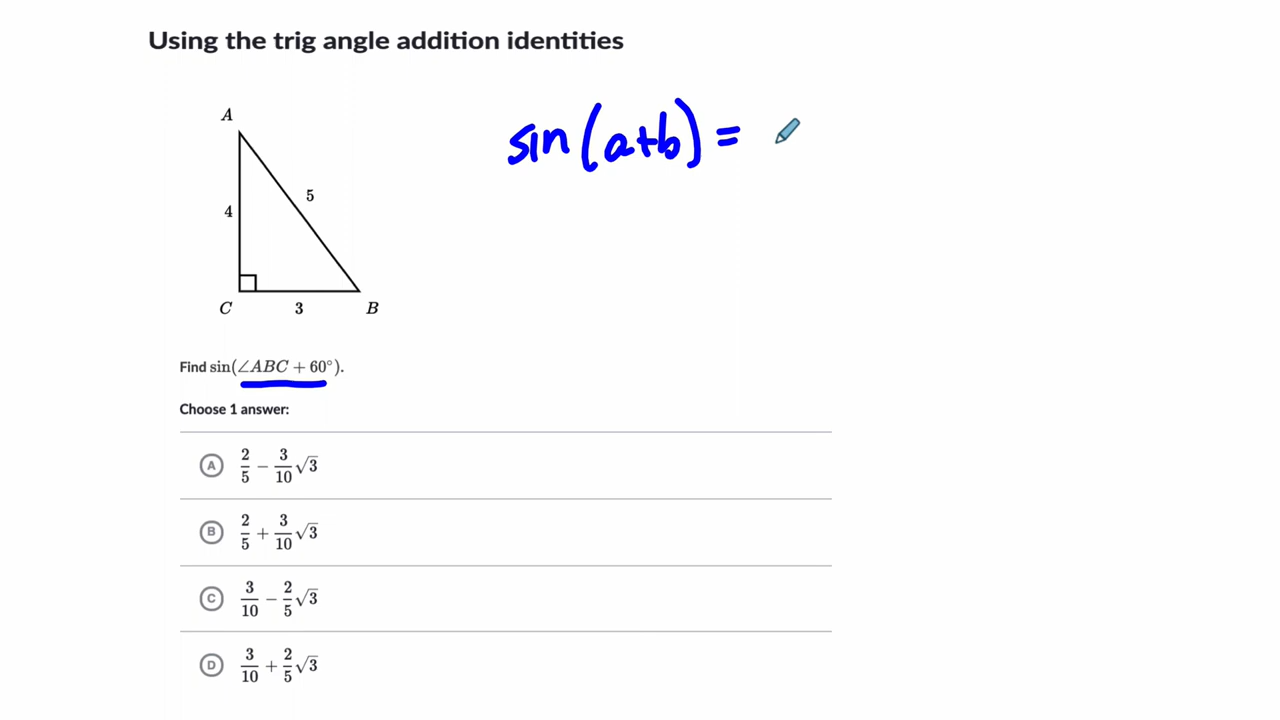 Using the trig angle addition identities
A
sin(a+b) =
5
4
C
3
B
Find sin(∠ABC + 60°).
Choose 1 answer:
A 2/5 − 3/10 √3
B 2/5 + 3/10 √3
C 3/10 − 2/5 √3
D 3/10 + 2/5 √3